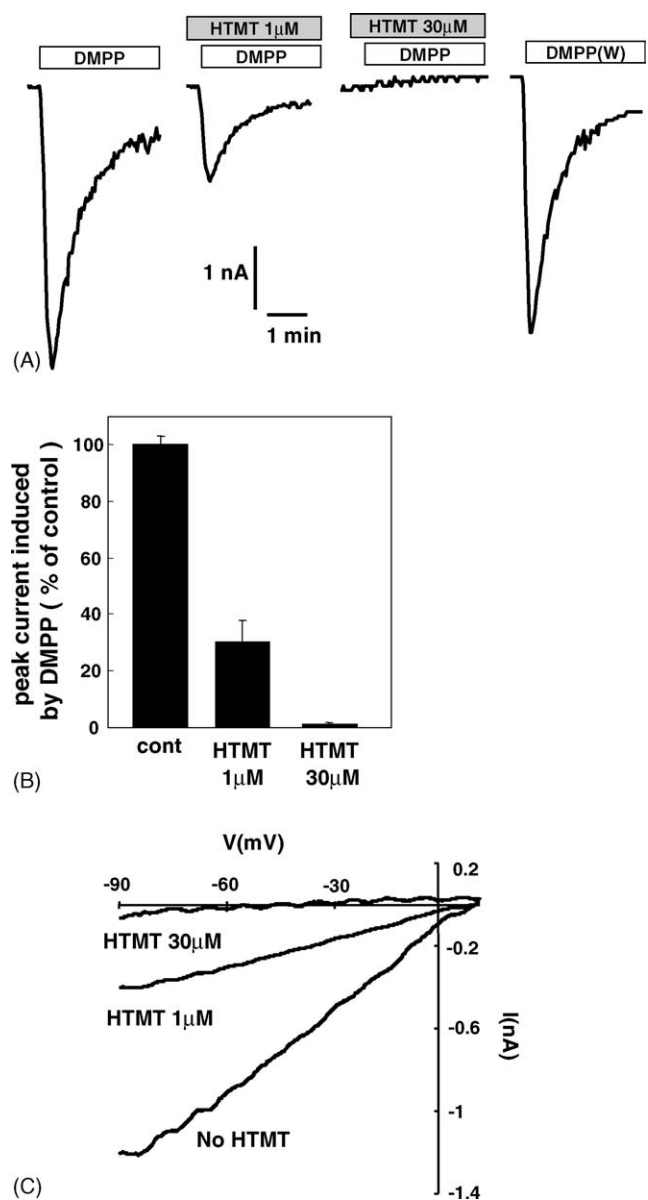 HTMT 1μM
HTMT 30μM
DMPP
DMPP
DMPP
DMPP(W)
1 nA
1 min
(A)
peak current induced
by DMPP ( % of control )
100
80
60
40
20
0
cont
HTMT
1μM
HTMT
30μM
(B)
V(mV)
-90
-60
-30
0.2
-0.2
-0.6
-1
-1.4
I(nA)
HTMT 30μM
HTMT 1μM
No HTMT
(C)